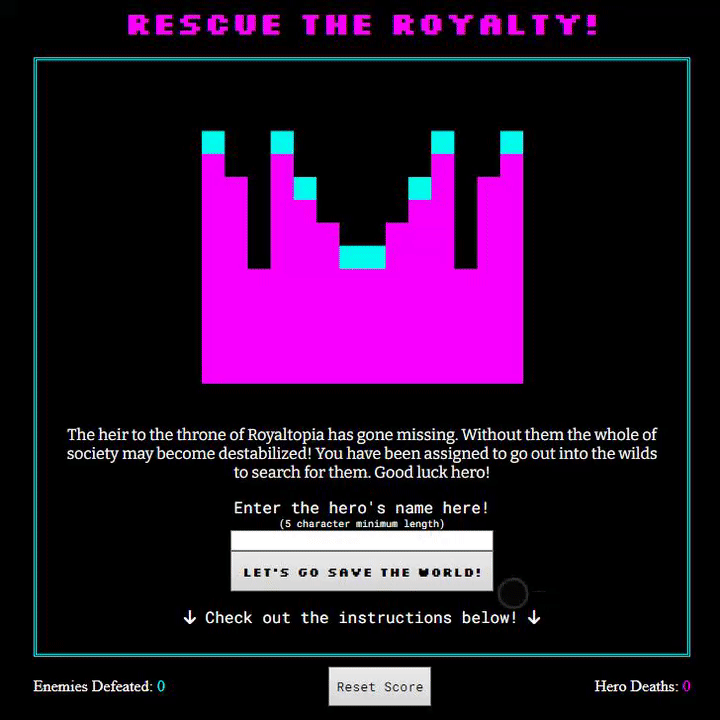 RESCUE THE ROYALTY!
The heir to the throne of Royaltopia has gone missing. Without them the whole of
society may become destabilized! You have been assigned to go out into the wilds
to search for them. Good luck hero!
Enter the hero's name here!
(5 character minimum length)
LET'S GO SAVE THE WORLD!
↓ Check out the instructions below! ↓
Enemies Defeated: 0
Reset Score
Hero Deaths: 0